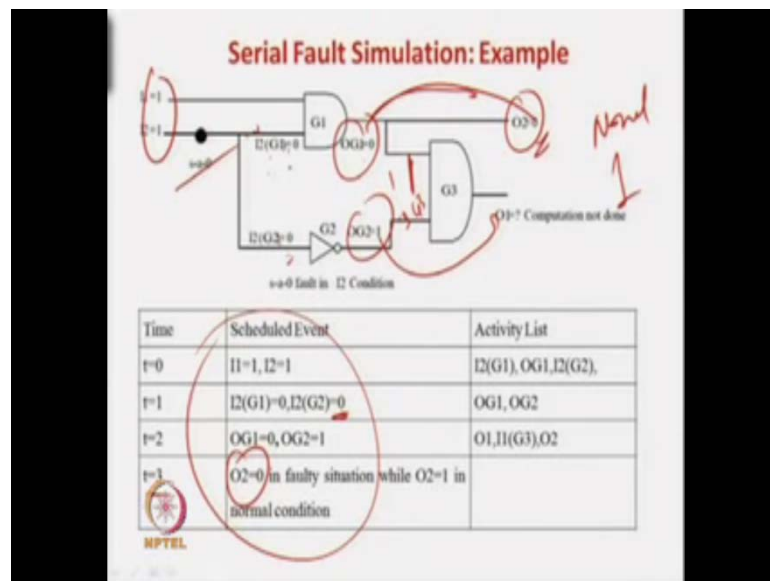 Serial Fault Simulation: Example
I1=1
G1
I2=1
I2(G1)=0
OG1=0
O2=0
Normal
1
s-a-0
G3
O1=? Computation not done
I2(G2)=0
G2
OG2=1
s-a-0 fault in I2 Condition
Time Scheduled Event Activity List
t=0 I1=1, I2=1 I2(G1), OG1,I2(G2),
t=1 I2(G1)=0,I2(G2)=0 OG1, OG2
t=2 OG1=0, OG2=1 O1,I1(G3),O2
t=3 O2=0 in faulty situation while O2=1 in
normal condition
NPTEL